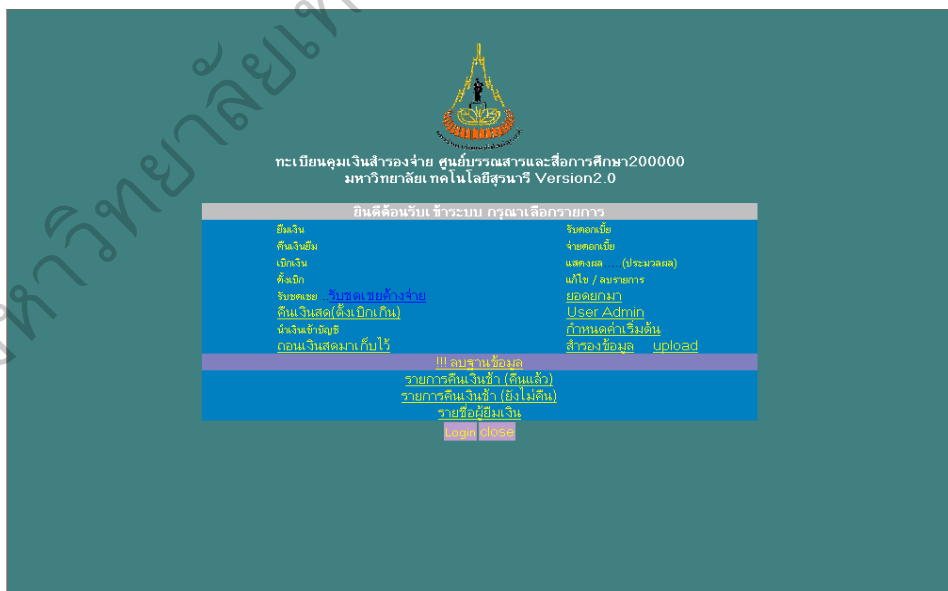 ทะเบียนคุมเงินสำรองจ่าย ศูนย์บรรณสารและสื่อการศึกษา200000
มหาวิทยาลัยเทคโนโลยีสุรนารี Version2.0
ยินดีต้อนรับเข้าระบบ กรุณาเลือกรายการ
ยืมเงิน รับดอกเบี้ย
คืนเงินยืม จ่ายดอกเบี้ย
เบิกเงิน แสดงผล.....(ประมวลผล)
ตั้งเบิก แก้ไข / ลบรายการ
รับชดเชย ...รับชดเชยค้างจ่าย ยอดยกมา
คืนเงินสด(ตั้งเบิกเกิน) User Admin
นำเงินเข้าบัญชี กำหนดค่าเริ่มต้น
ถอนเงินสดมาเก็บไว้ สำรองข้อมูล upload
!!! ลบฐานข้อมูล
รายการคืนเงินช้า (คืนแล้ว)
รายการคืนเงินช้า (ยังไม่คืน)
รายชื่อผู้ยืมเงิน
Login close